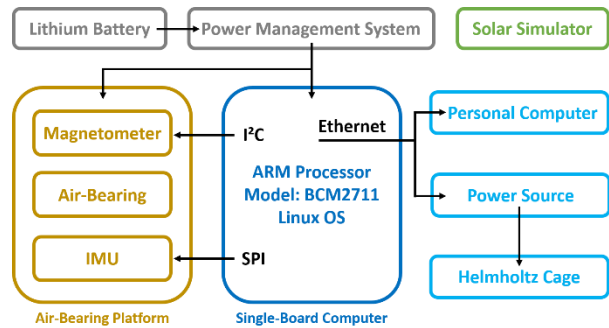 Lithium Battery
Power Management System
Solar Simulator
Magnetometer
Air-Bearing
IMU
Air-Bearing Platform
I²C
Ethernet
ARM Processor
Model: BCM2711
Linux OS
SPI
Single-Board Computer
Personal Computer
Power Source
Helmholtz Cage